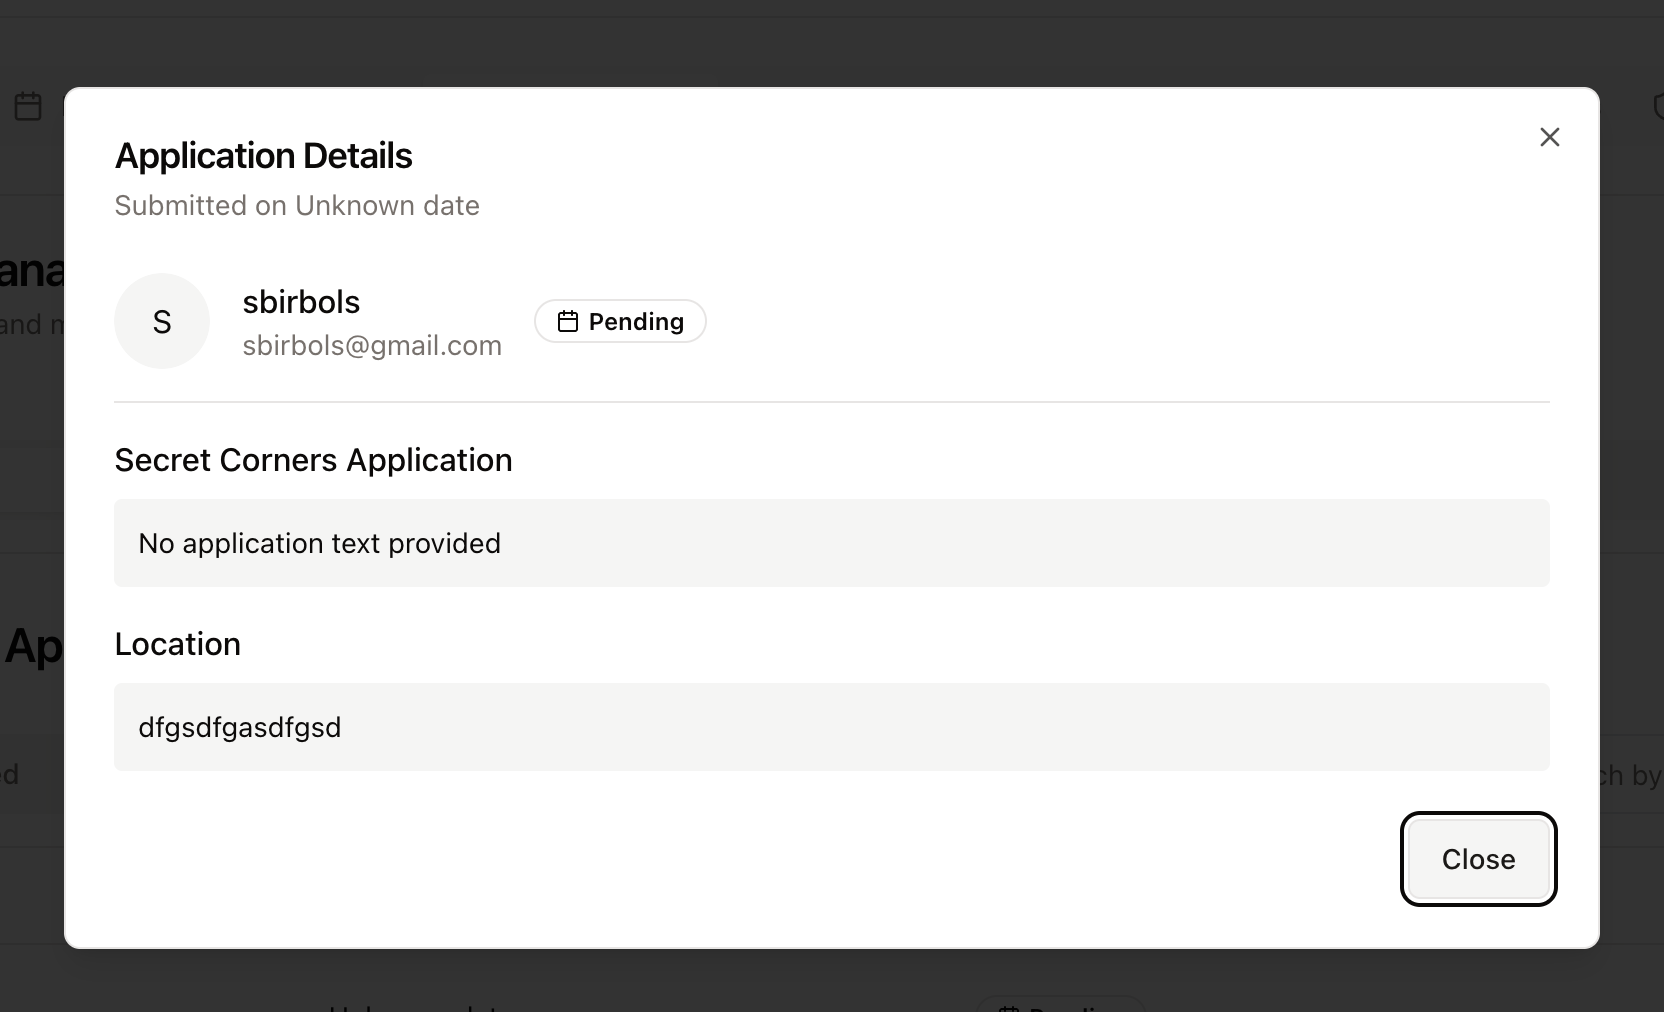 Application Details
Submitted on Unknown date
S
sbirbols
sbirbols@gmail.com
Pending
Secret Corners Application
No application text provided
Location
dfgsdfgasdfgsd
Close
ana
and
Ap
ed
ch by